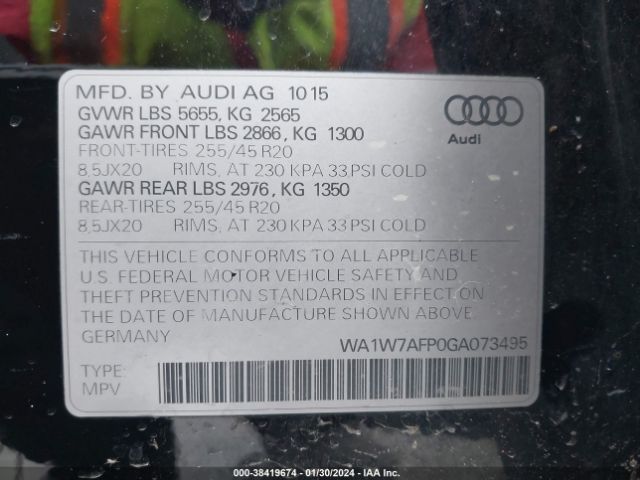 MFD. BY AUDI AG 10 15
GVWR LBS 5655, KG 2565
GAWR FRONT LBS 2866, KG 1300
FRONT-TIRES 255/45 R20
8,5JX20 RIMS, AT 230 KPA 33 PSI COLD
GAWR REAR LBS 2976, KG 1350
REAR-TIRES 255/45 R20
8,5JX20 RIMS, AT 230 KPA 33 PSI COLD
Audi
THIS VEHICLE CONFORMS TO ALL APPLICABLE
U.S. FEDERAL MOTOR VEHICLE SAFETY AND
THEFT PREVENTION STANDARDS IN EFFECT ON
THE DATE OF MANUFACTURE SHOWN ABOVE.
GERMANY
WA1W7AFP0GA073495
TYPE:
MPV
000-38419674 - 01/30/2024 - IAA Inc.